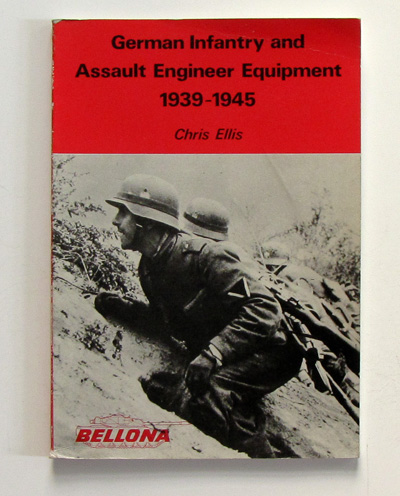 German Infantry and
Assault Engineer Equipment
1939-1945
Chris Ellis
BELLONA